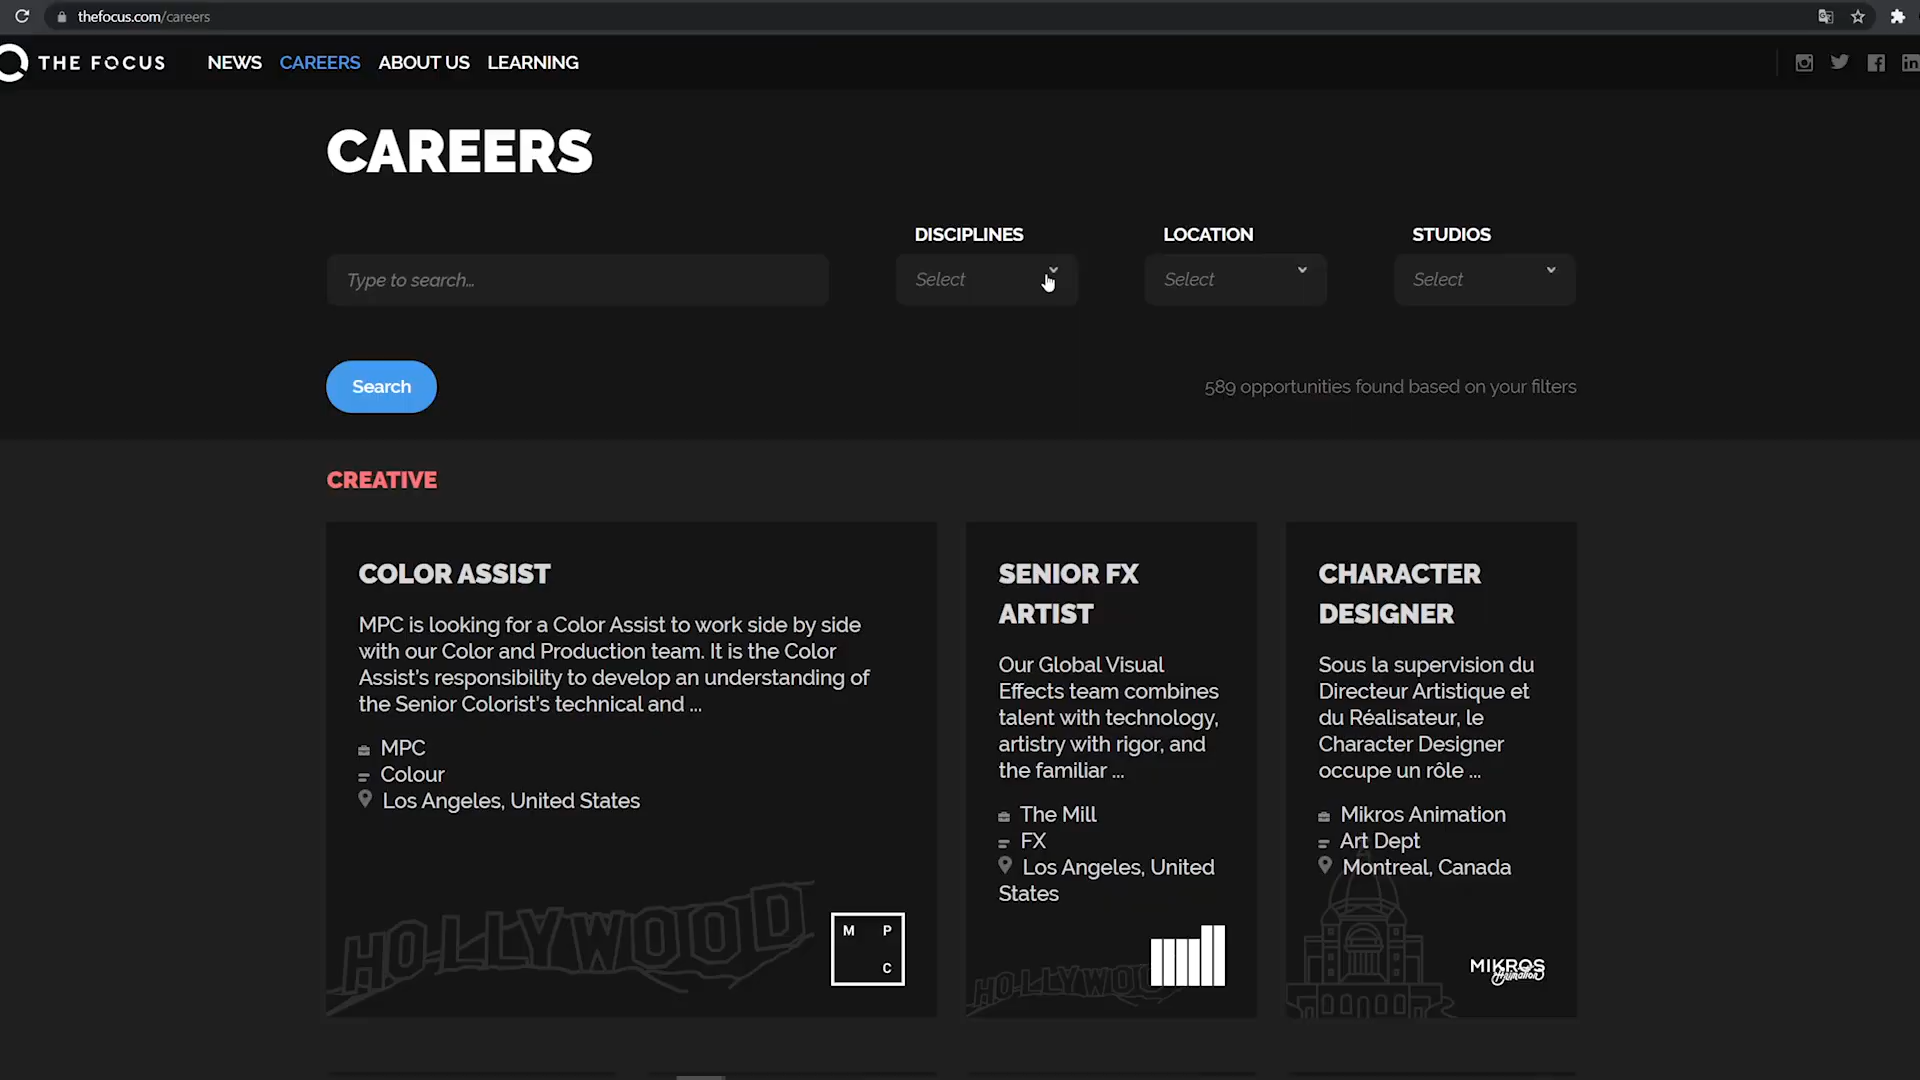 thefocus.com/careers
THE FOCUS
NEWS CAREERS ABOUT US LEARNING
CAREERS
DISCIPLINES LOCATION STUDIOS
Type to search... Select Select Select
Search
589 opportunities found based on your filters
CREATIVE
COLOR ASSIST
MPC is looking for a Color Assist to work side by side
with our Color and Production team. It is the Color
Assist's responsibility to develop an understanding of
the Senior Colorist's technical and ...
MPC
Colour
Los Angeles, United States
HOLLYWOOD
M P
C
SENIOR FX
ARTIST
Our Global Visual
Effects team combines
talent with technology,
artistry with rigor, and
the familiar ...
The Mill
FX
Los Angeles, United
States
HOLLYWOO
CHARACTER
DESIGNER
Sous la supervision du
Directeur Artistique et
du Réalisateur, le
Character Designer
occupe un rôle ...
Mikros Animation
Art Dept
Montreal, Canada
MIKROS
Animation